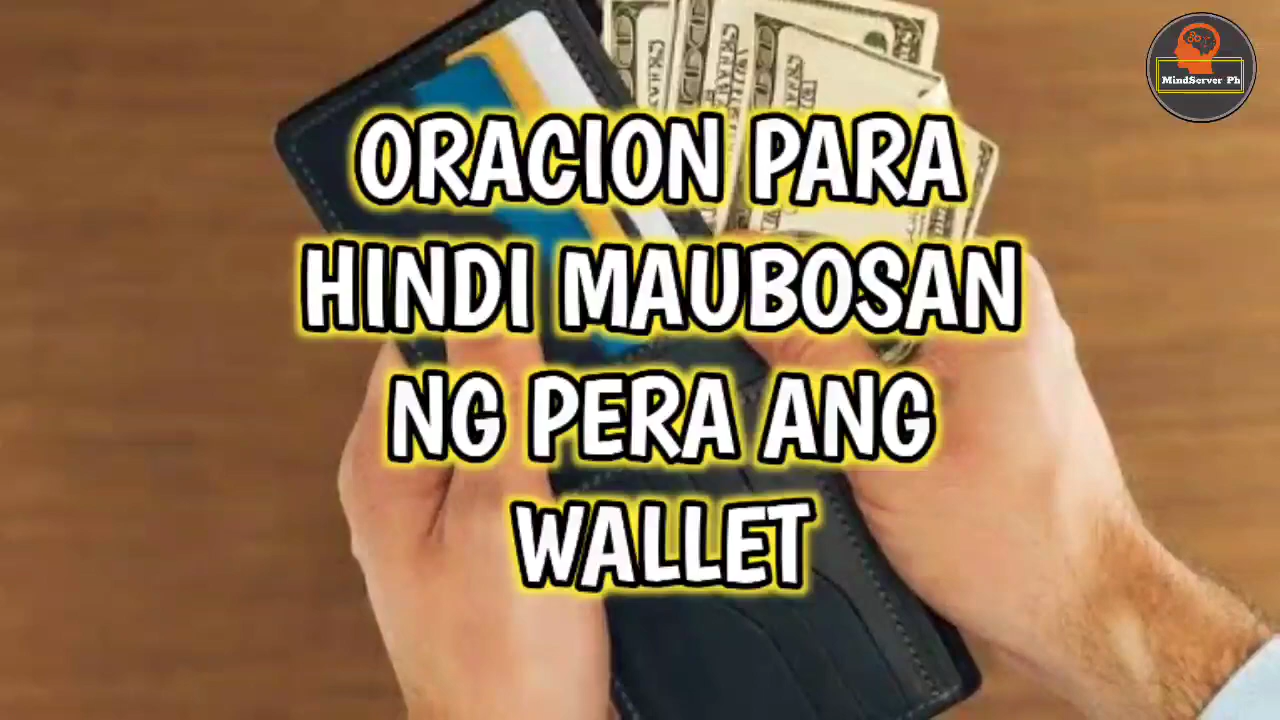 MindServer Ph
ORACION PARA
HINDI MAUBOSAN
NG PERA ANG
WALLET